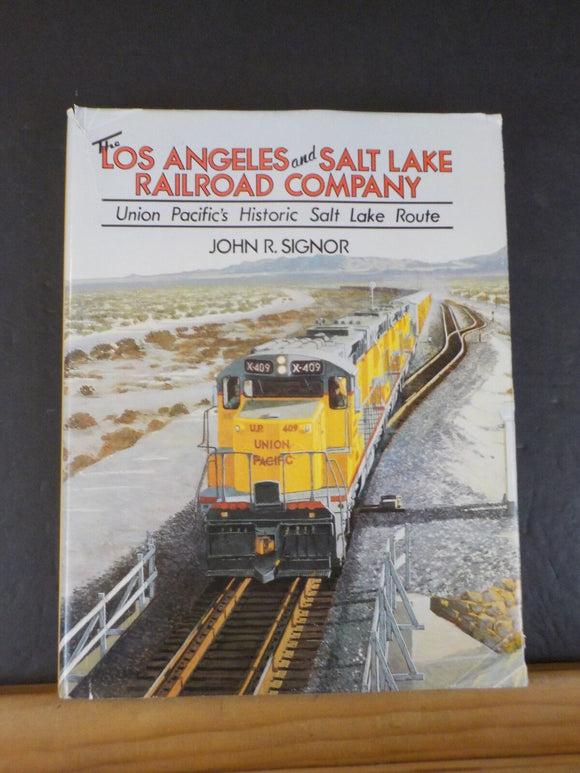 The
LOS ANGELES and SALT LAKE
RAILROAD COMPANY
Union Pacific's Historic Salt Lake Route
JOHN R. SIGNOR
X-409 X-409
U.P. 409
UNION
PACIFIC